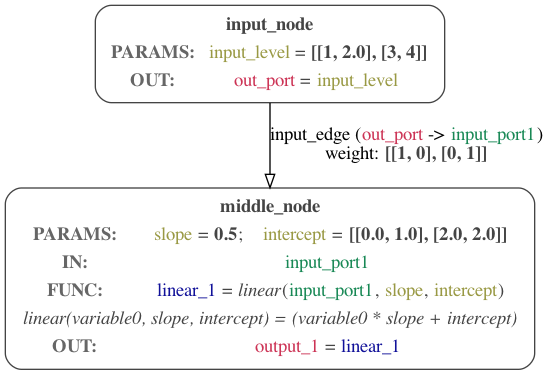 input_node
PARAMS: input_level = [[1, 2.0], [3, 4]]
OUT: out_port = input_level
input_edge (out_port -> input_port1)
weight: [[1, 0], [0, 1]]
middle_node
PARAMS: slope = 0.5; intercept = [[0.0, 1.0], [2.0, 2.0]]
IN: input_port1
FUNC: linear_1 = linear(input_port1, slope, intercept)
linear(variable0, slope, intercept) = (variable0 * slope + intercept)
OUT: output_1 = linear_1